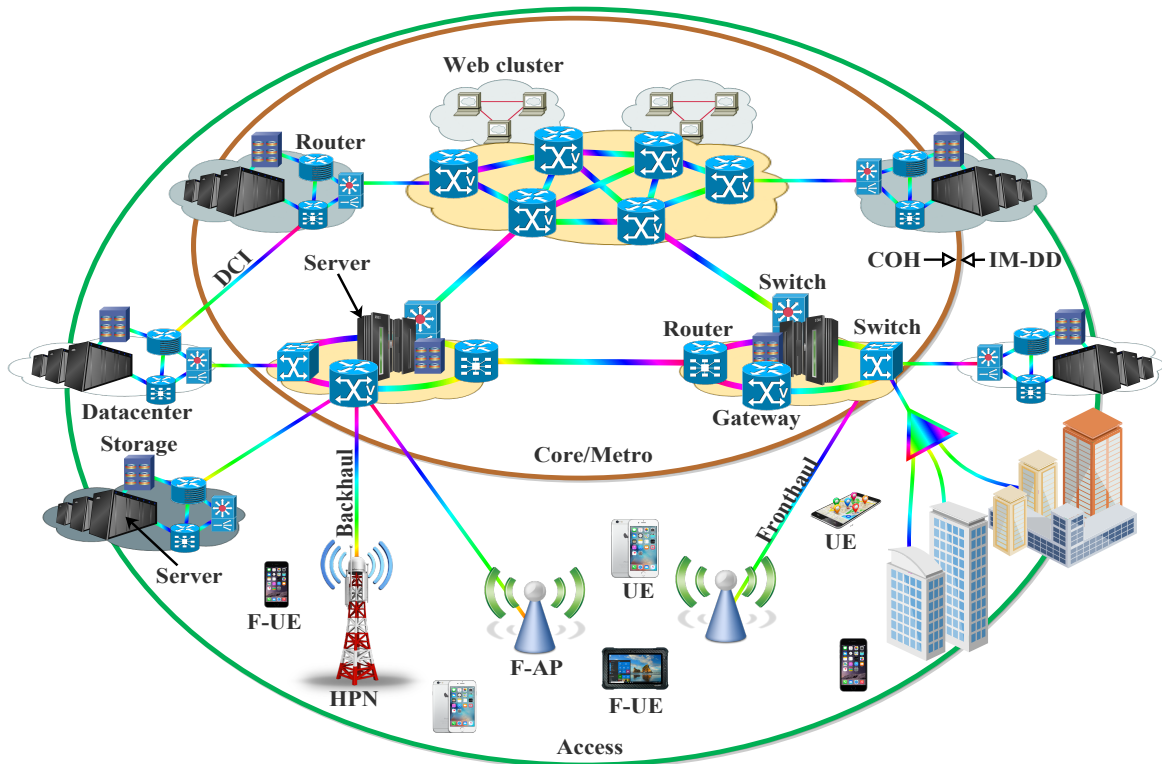 Web cluster
Router
V
V
V
V
V
V
COH
IM-DD
DCI
Server
Switch
Router
Switch
Datacenter
Gateway
Storage
Core/Metro
Backhaul
Fronthaul
UE
Server
UE
F-UE
F-AP
HPN
F-UE
Access